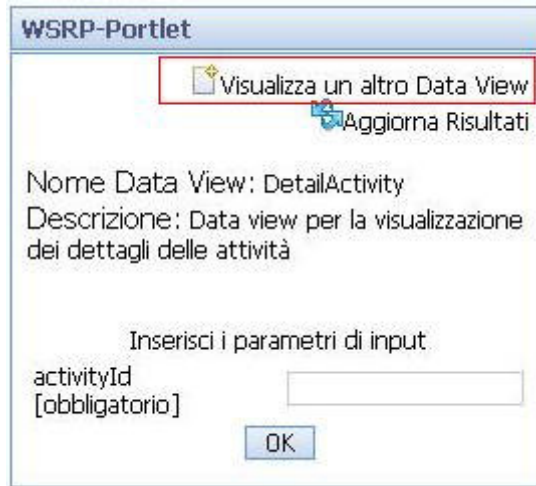 WSRP-Portlet
Visualizza un altro Data View
Aggiorna Risultati
Nome Data View: DetailActivity
Descrizione: Data view per la visualizzazione
dei dettagli delle attività
Inserisci i parametri di input
activityId
[obbligatorio]
OK